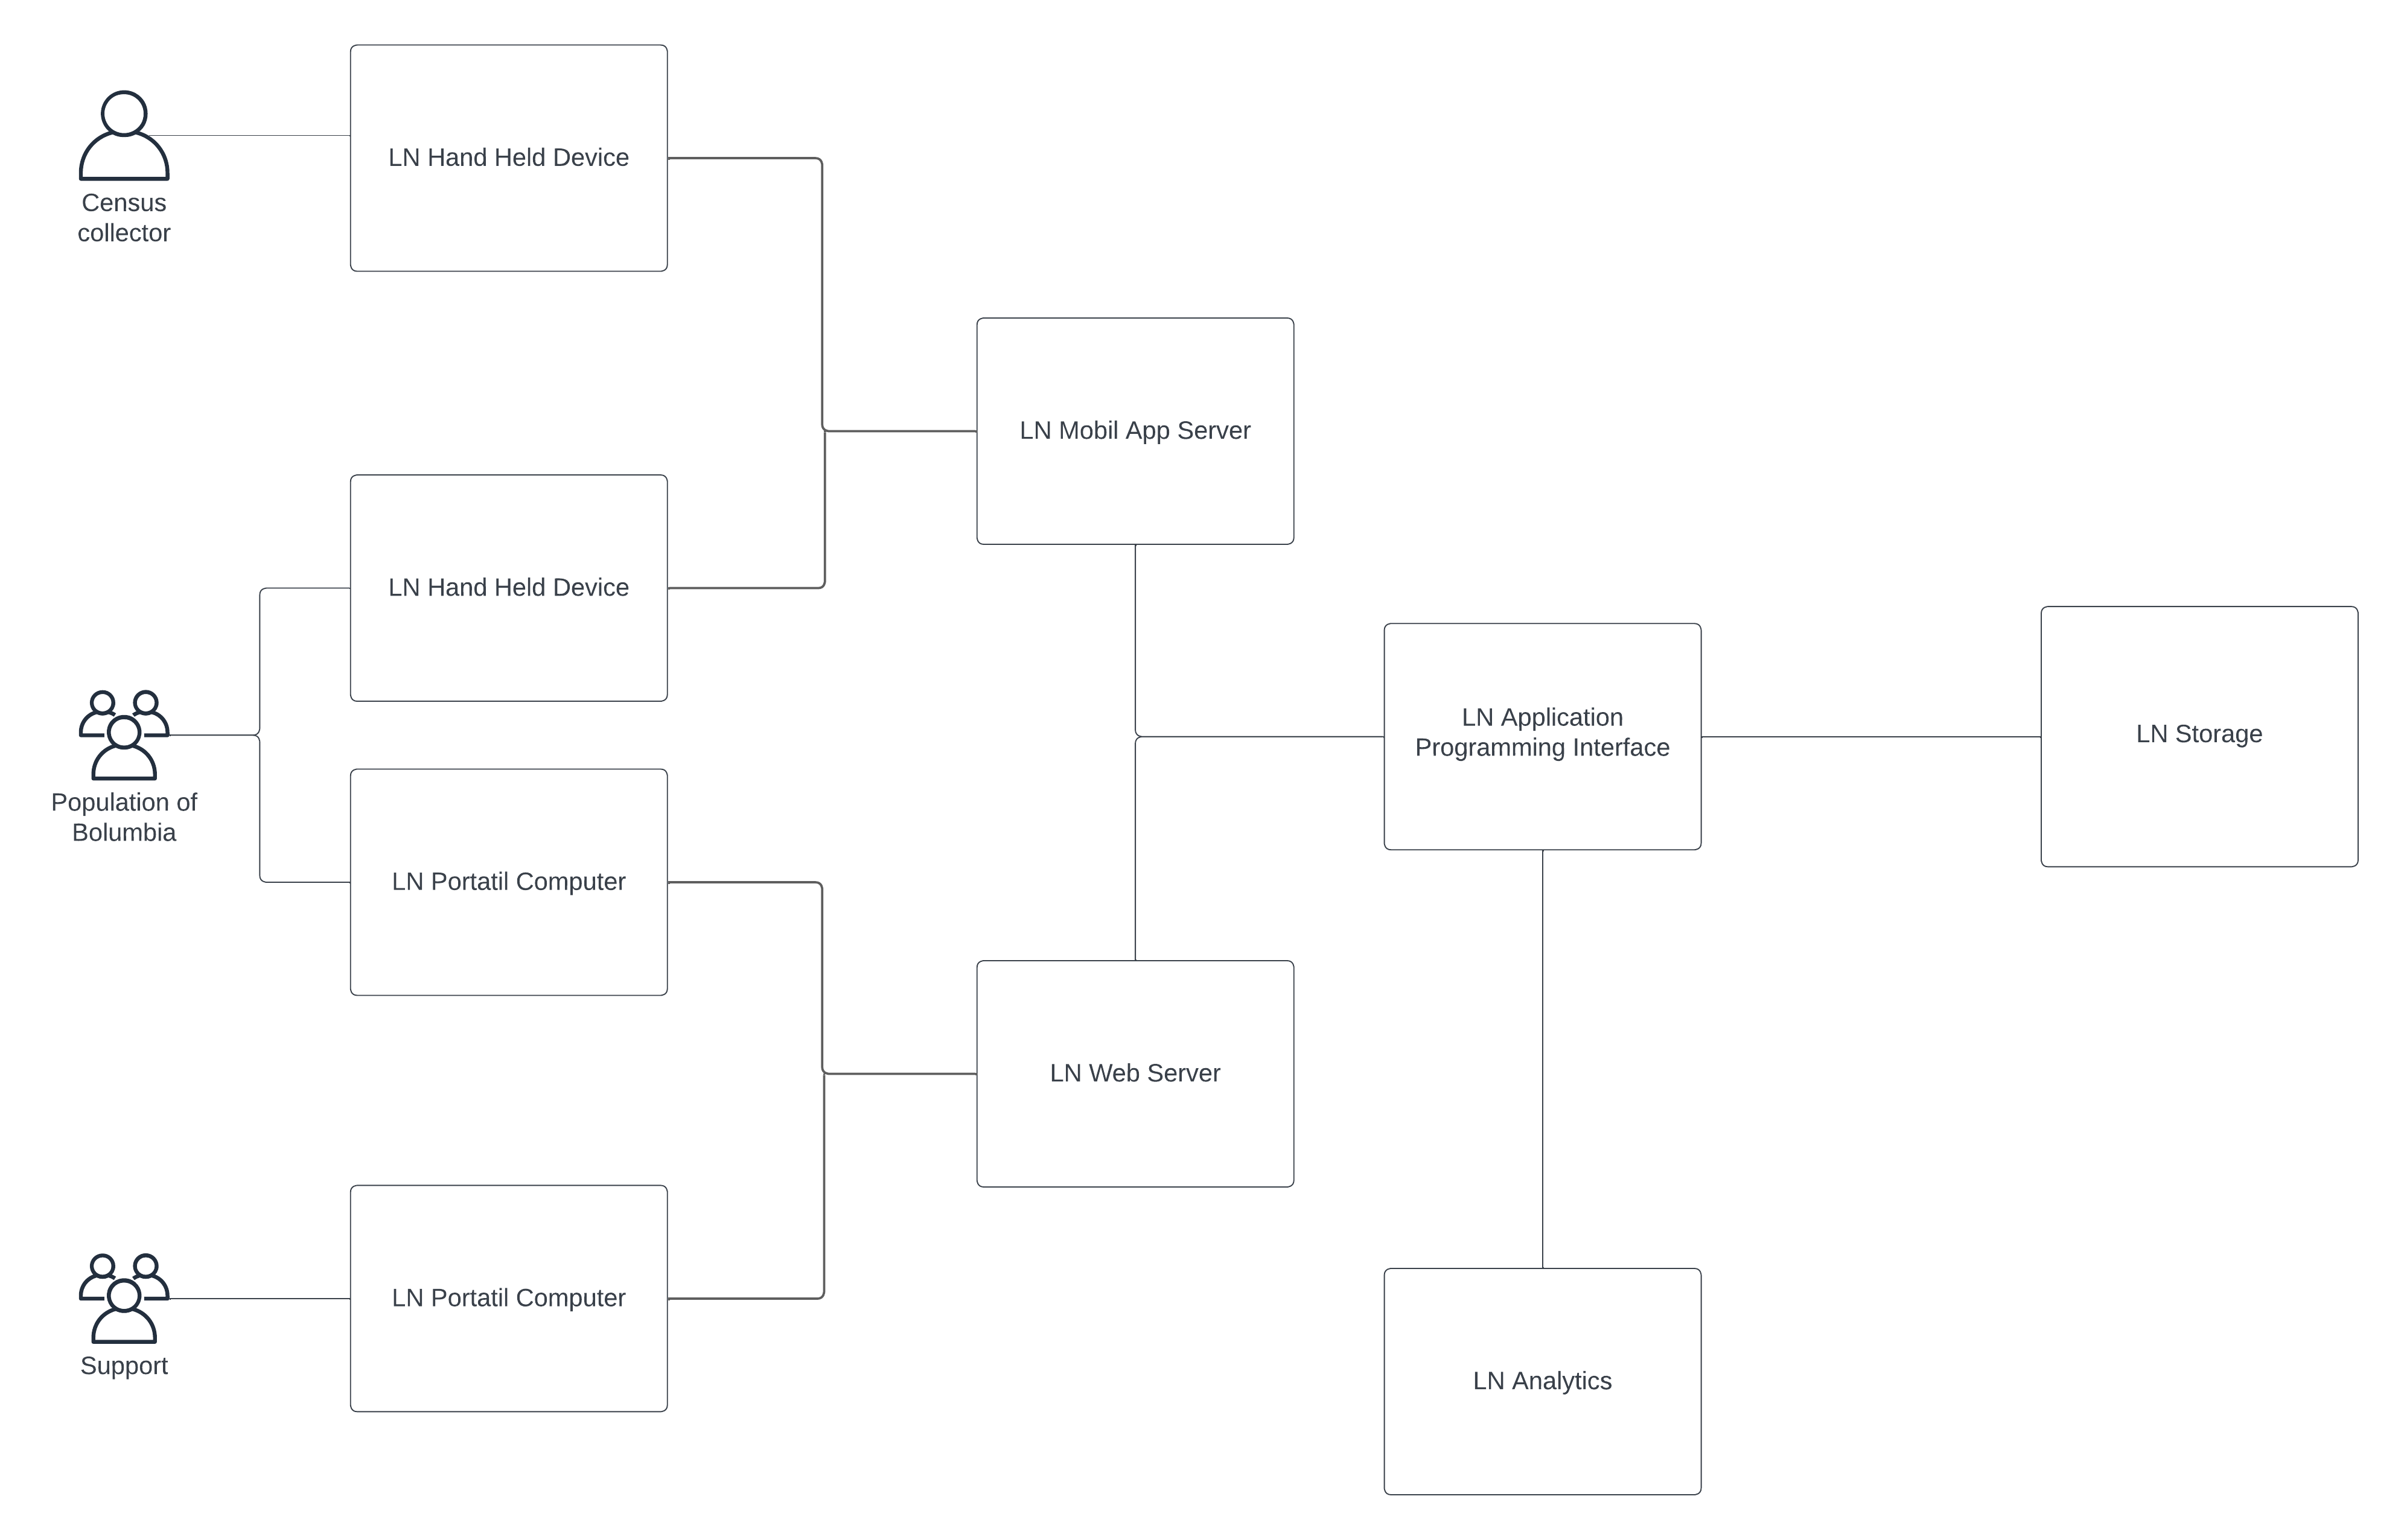 LN Hand Held Device
Census
collector
LN Mobil App Server
LN Hand Held Device
LN Application
Programming Interface
LN Storage
Population of
Bolumbia
LN Portatil Computer
LN Web Server
LN Portatil Computer
Support
LN Analytics